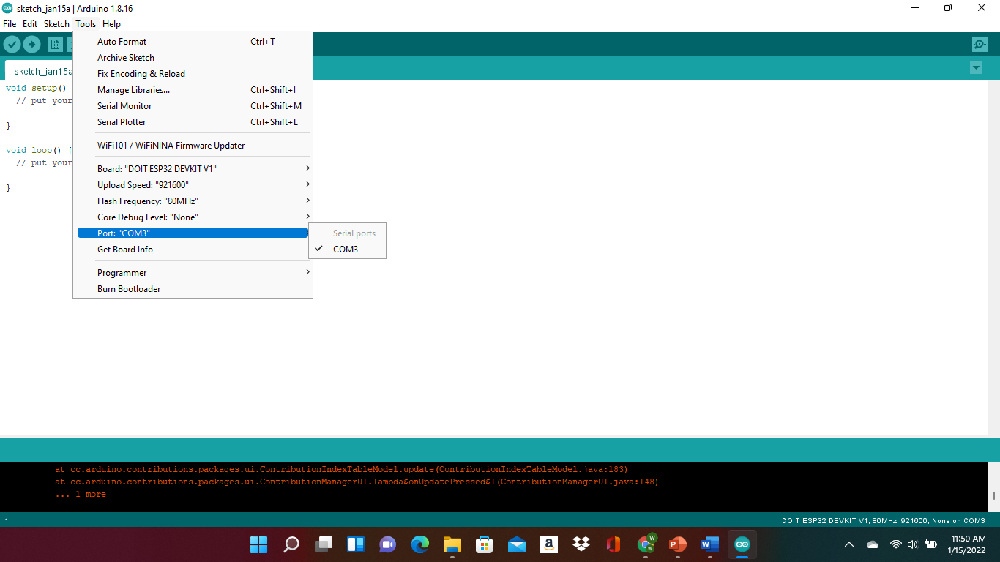 sketch_jan15a | Arduino 1.8.16
File Edit Sketch Tools Help
sketch_jan15a
void setup()
// put your
}
void loop() {
// put your
}
Auto Format Ctrl+T
Archive Sketch
Fix Encoding & Reload
Manage Libraries... Ctrl+Shift+I
Serial Monitor Ctrl+Shift+M
Serial Plotter Ctrl+Shift+L
WiFi101 / WiFiNINA Firmware Updater
Board: "DOIT ESP32 DEVKIT V1"
Upload Speed: "921600"
Flash Frequency: "80MHz"
Core Debug Level: "None"
Port: "COM3"
Get Board Info
Programmer
Burn Bootloader
Serial ports
COM3
at cc.arduino.contributions.packages.ui.ContributionIndexTableModel.update(ContributionIndexTableModel.java:183)
at cc.arduino.contributions.packages.ui.ContributionManagerUI.lambda$onUpdatePressed$1(ContributionManagerUI.java:148)
... 1 more
1 DOIT ESP32 DEVKIT V1, 80MHz, 921600, None on COM3
11:50 AM
1/15/2022